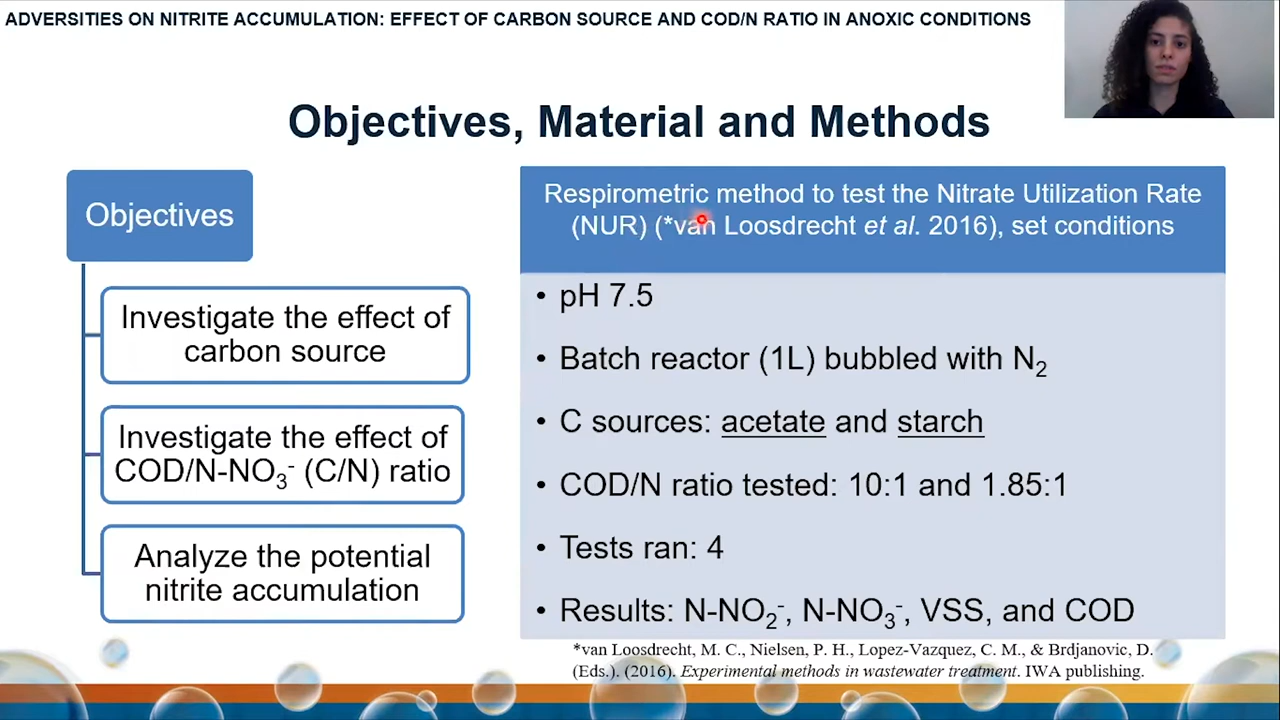 ADVERSITIES ON NITRITE ACCUMULATION: EFFECT OF CARBON SOURCE AND COD/N RATIO IN ANOXIC CONDITIONS
Objectives, Material and Methods
Objectives
Investigate the effect of
carbon source
Investigate the effect of
COD/N-NO₃⁻ (C/N) ratio
Analyze the potential
nitrite accumulation
Respirometric method to test the Nitrate Utilization Rate
(NUR) (*van Loosdrecht et al. 2016), set conditions
• pH 7.5
• Batch reactor (1L) bubbled with N₂
• C sources: acetate and starch
• COD/N ratio tested: 10:1 and 1.85:1
• Tests ran: 4
• Results: N-NO₂⁻, N-NO₃⁻, VSS, and COD
*van Loosdrecht, M. C., Nielsen, P. H., Lopez-Vazquez, C. M., & Brdjanovic, D.
(Eds.). (2016). Experimental methods in wastewater treatment. IWA publishing.